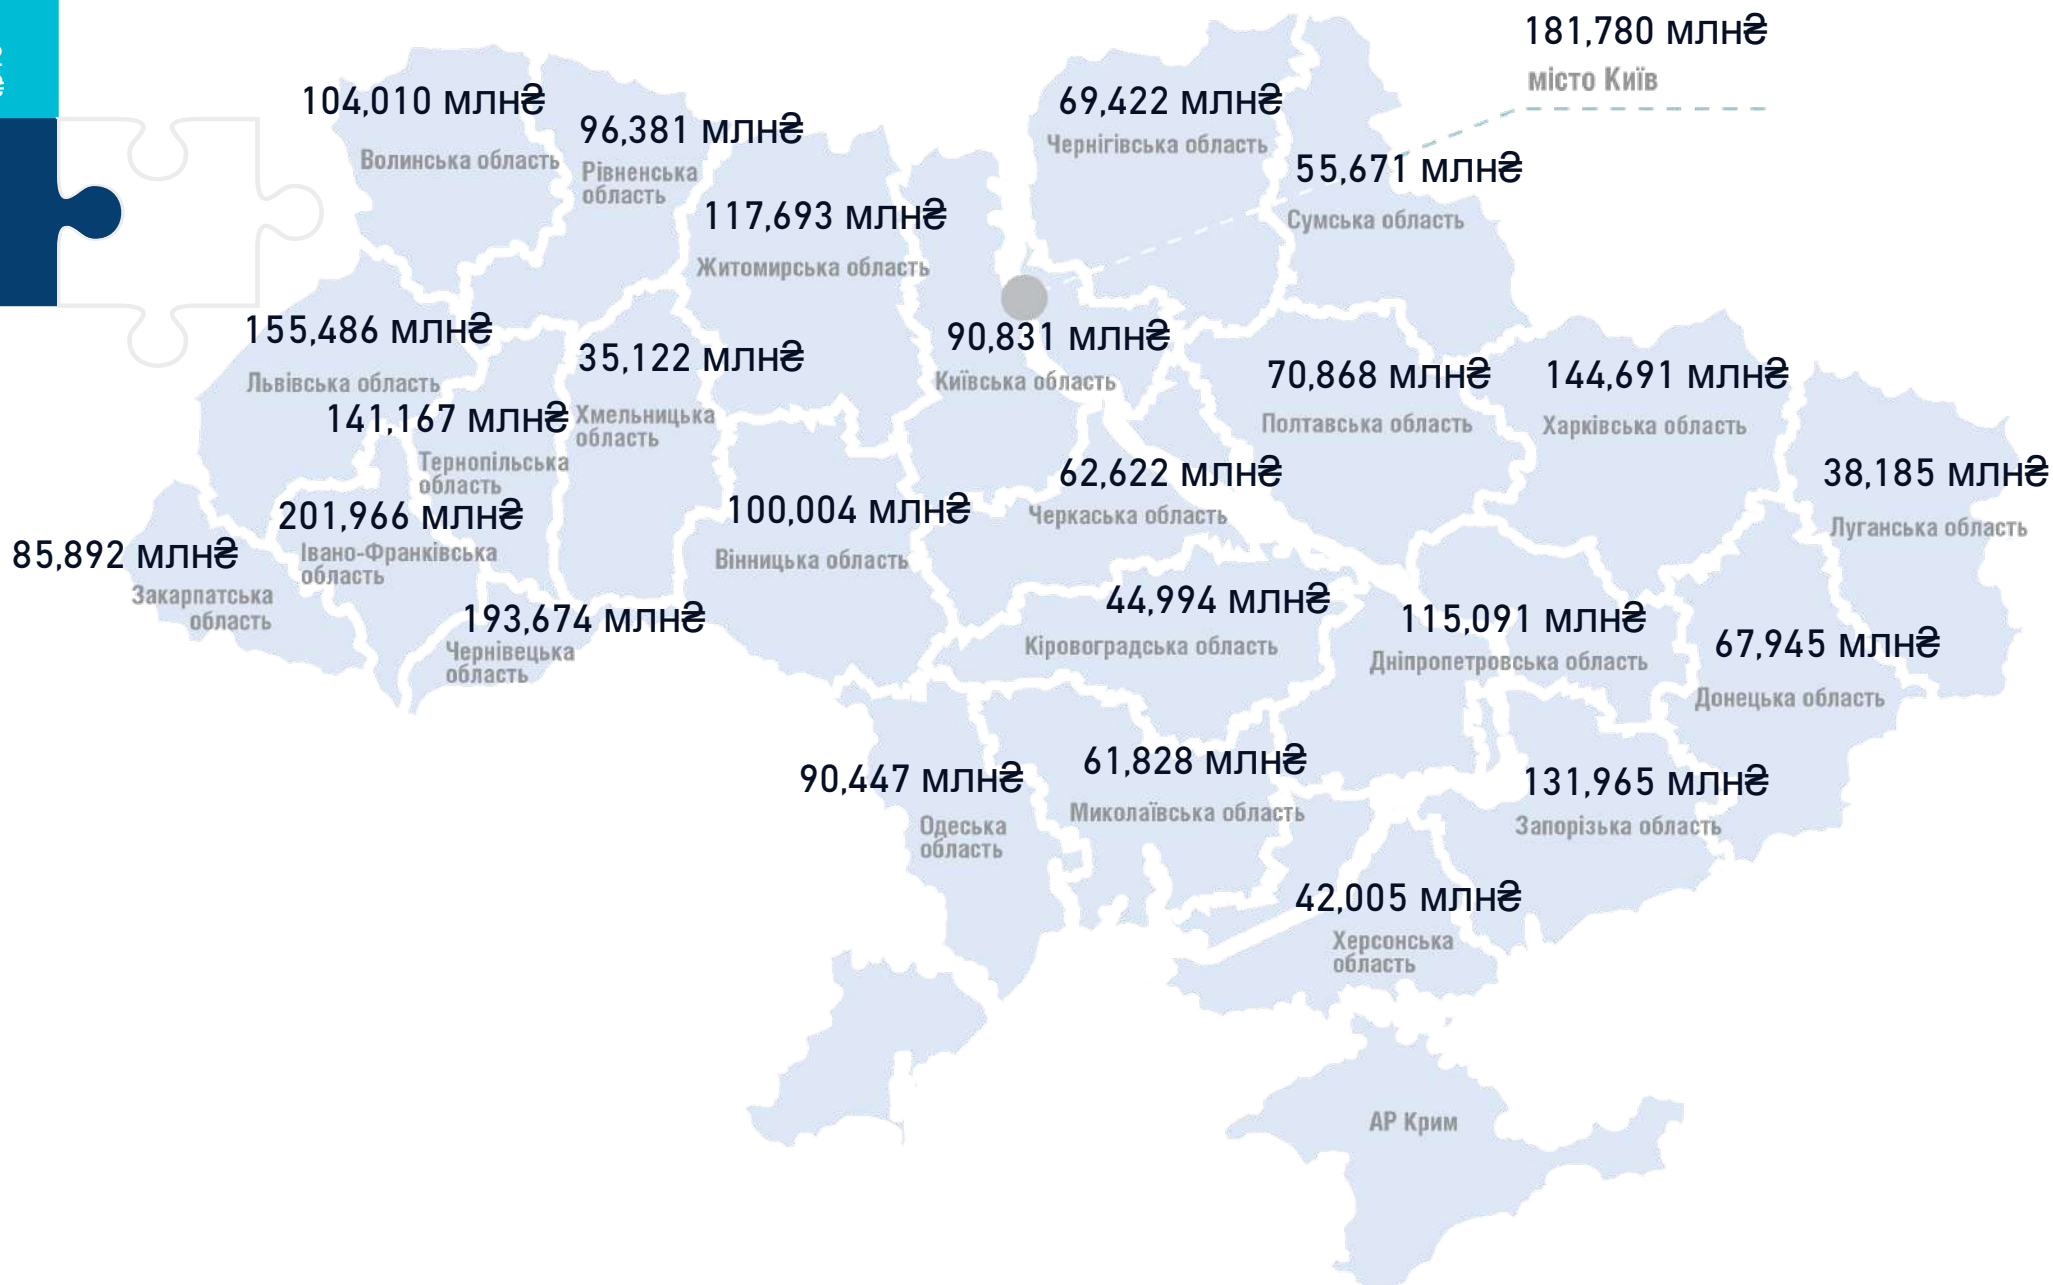 181,780 млн₴
місто Київ
104,010 млн₴
Волинська область
96,381 млн₴
Рівненська
область
69,422 млн₴
Чернігівська область
55,671 млн₴
Сумська область
117,693 млн₴
Житомирська область
155,486 млн₴
Львівська область
35,122 млн₴
Хмельницька
область
90,831 млн₴
Київська область
70,868 млн₴
Полтавська область
144,691 млн₴
Харківська область
141,167 млн₴
Тернопільська
область
62,622 млн₴
Черкаська область
38,185 млн₴
Луганська область
201,966 млн₴
Івано-Франківська
область
100,004 млн₴
Вінницька область
85,892 млн₴
Закарпатська
область
193,674 млн₴
Чернівецька
область
44,994 млн₴
Кіровоградська область
115,091 млн₴
Дніпропетровська область
67,945 млн₴
Донецька область
90,447 млн₴
Одеська
область
61,828 млн₴
Миколаївська область
131,965 млн₴
Запорізька область
42,005 млн₴
Херсонська
область
АР Крим